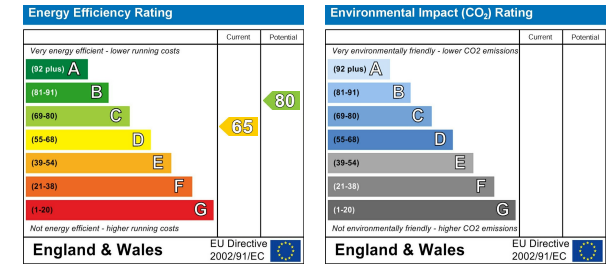 Energy Efficiency Rating
Current Potential
Very energy efficient - lower running costs
(92 plus) A
(81-91) B
(69-80) C
(55-68) D
(39-54) E
(21-38) F
(1-20) G
65
80
Not energy efficient - higher running costs
England & Wales
EU Directive
2002/91/EC
Environmental Impact (CO₂) Rating
Current Potential
Very environmentally friendly - lower CO2 emissions
(92 plus) A
(81-91) B
(69-80) C
(55-68) D
(39-54) E
(21-38) F
(1-20) G
Not environmentally friendly - higher CO2 emissions
England & Wales
EU Directive
2002/91/EC